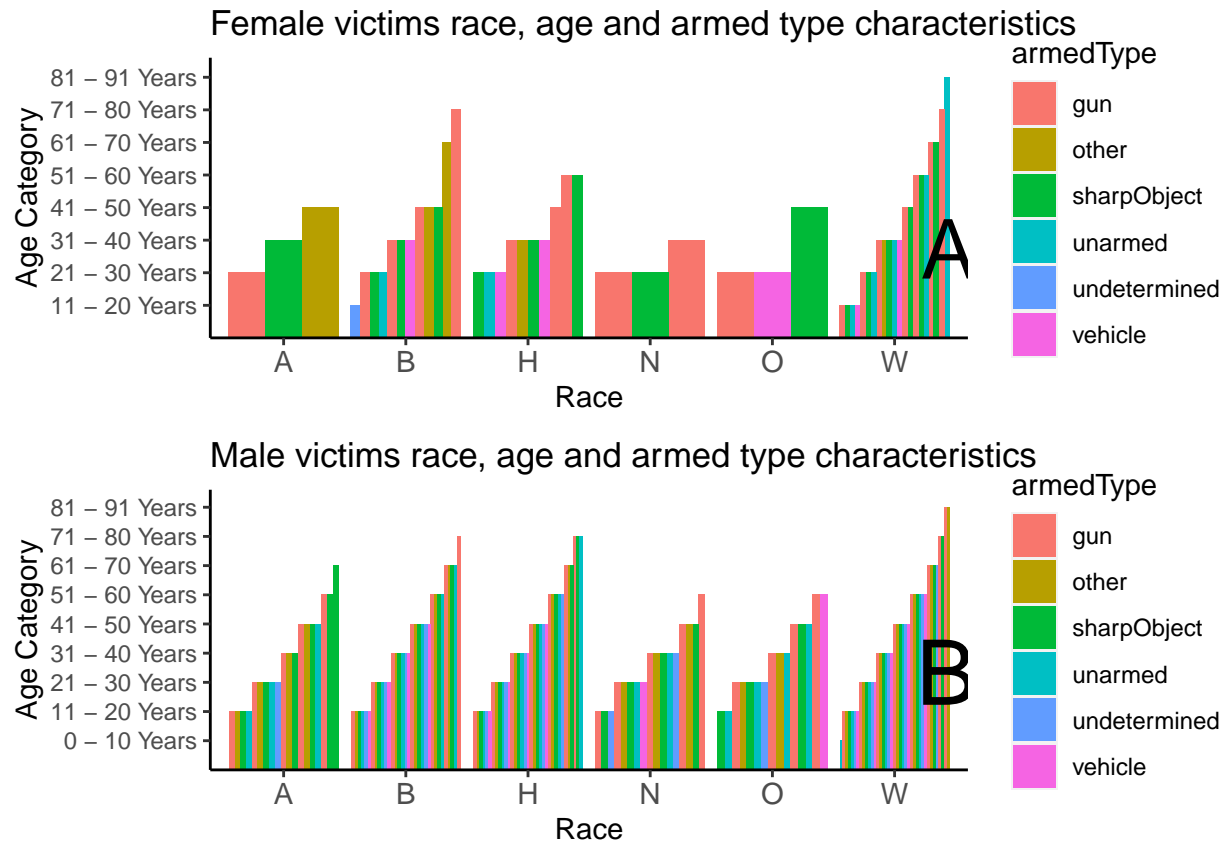 Female victims race, age and armed type characteristics
Age Category
81 − 91 Years
71 − 80 Years
61 − 70 Years
51 − 60 Years
41 − 50 Years
31 − 40 Years
21 − 30 Years
11 − 20 Years
A B H N O W
Race
armedType
gun
other
sharpObject
unarmed
undetermined
vehicle
A
Male victims race, age and armed type characteristics
Age Category
81 − 91 Years
71 − 80 Years
61 − 70 Years
51 − 60 Years
41 − 50 Years
31 − 40 Years
21 − 30 Years
11 − 20 Years
0 − 10 Years
A B H N O W
Race
armedType
gun
other
sharpObject
unarmed
undetermined
vehicle
B